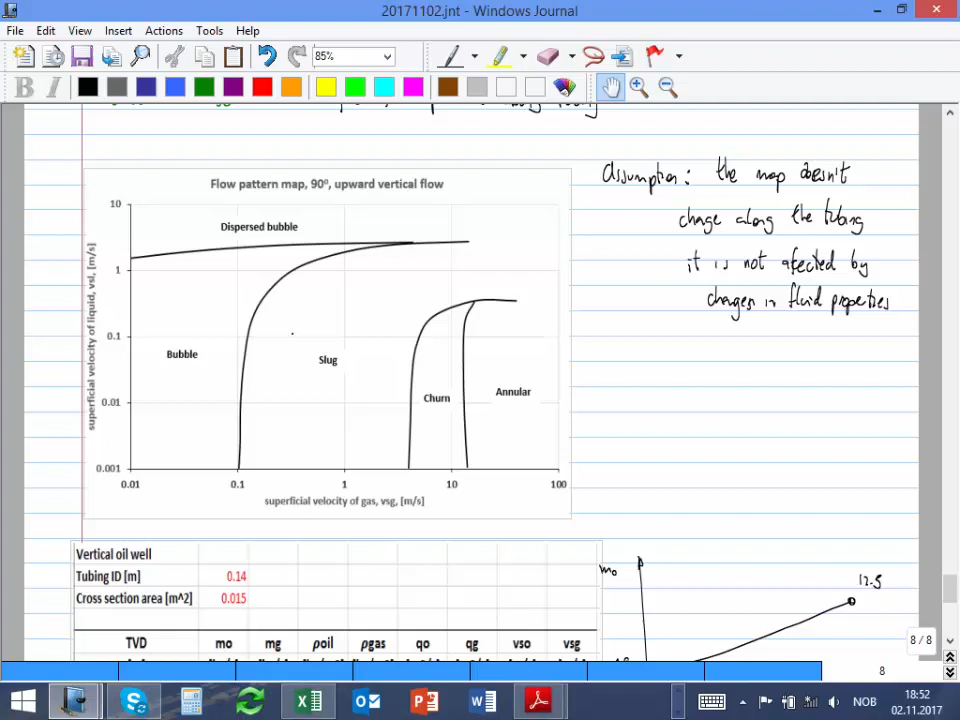 20171102.jnt - Windows Journal
File Edit View Insert Actions Tools Help
85%
B I
Flow pattern map, 90º, upward vertical flow
superficial velocity of liquid, vsl, [m/s]
10
1
0.1
0.01
0.001
Dispersed bubble
Bubble
Slug
Churn
Annular
0.01 0.1 1 10 100
superficial velocity of gas, vsg, [m/s]
Assumption: the map doesn't
change along the tubing
it is not afected by
changes in fluid properties
Vertical oil well
Tubing ID [m] 0.14
Cross section area [m^2] 0.015
TVD mo mg ρoil ρgas qo qg vso vsg
mo
12.5
8 / 8
8
NOB
18:52
02.11.2017